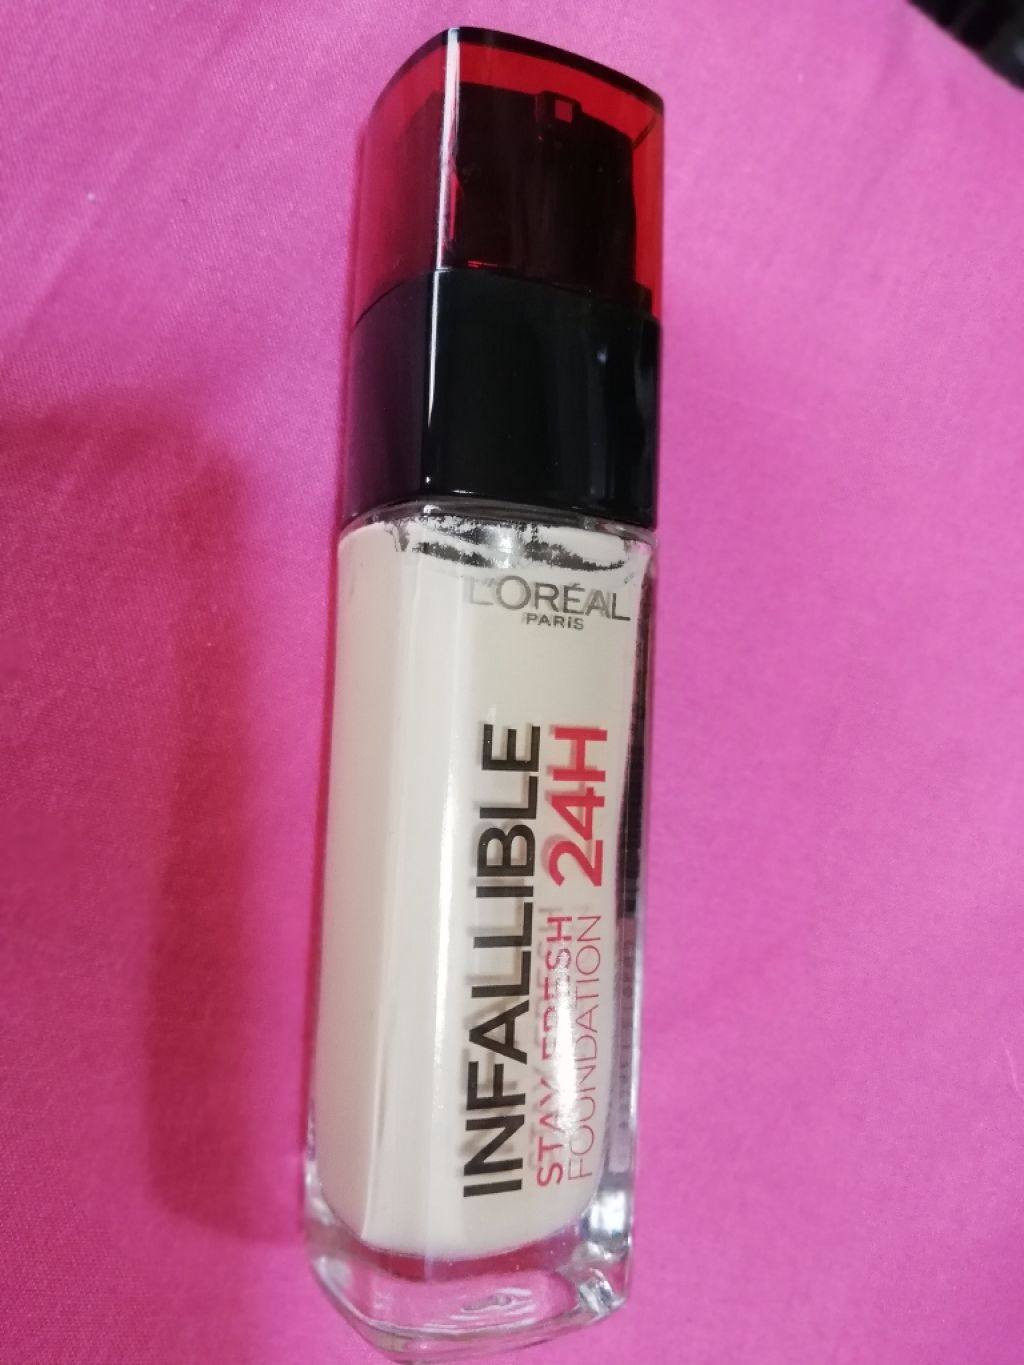 L'ORÉAL
PARIS
INFALLIBLE
STAY FRESH 24H
FOUNDATION